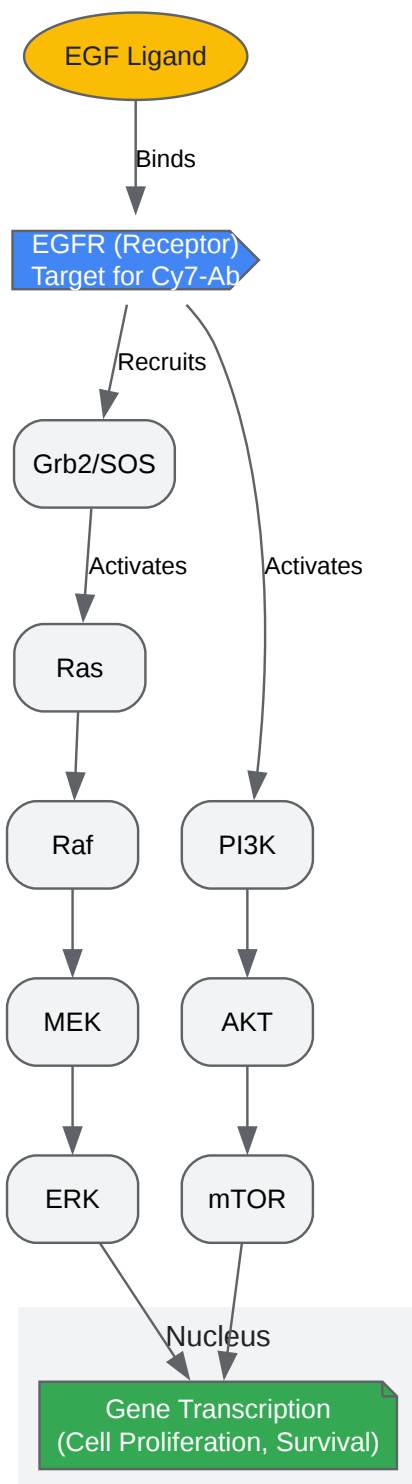 EGF Ligand
Binds
EGFR (Receptor)
Target for Cy7-Ab
Recruits
Grb2/SOS
Activates
Activates
Ras
Raf
PI3K
MEK
AKT
ERK
mTOR
Nucleus
Gene Transcription
(Cell Proliferation, Survival)